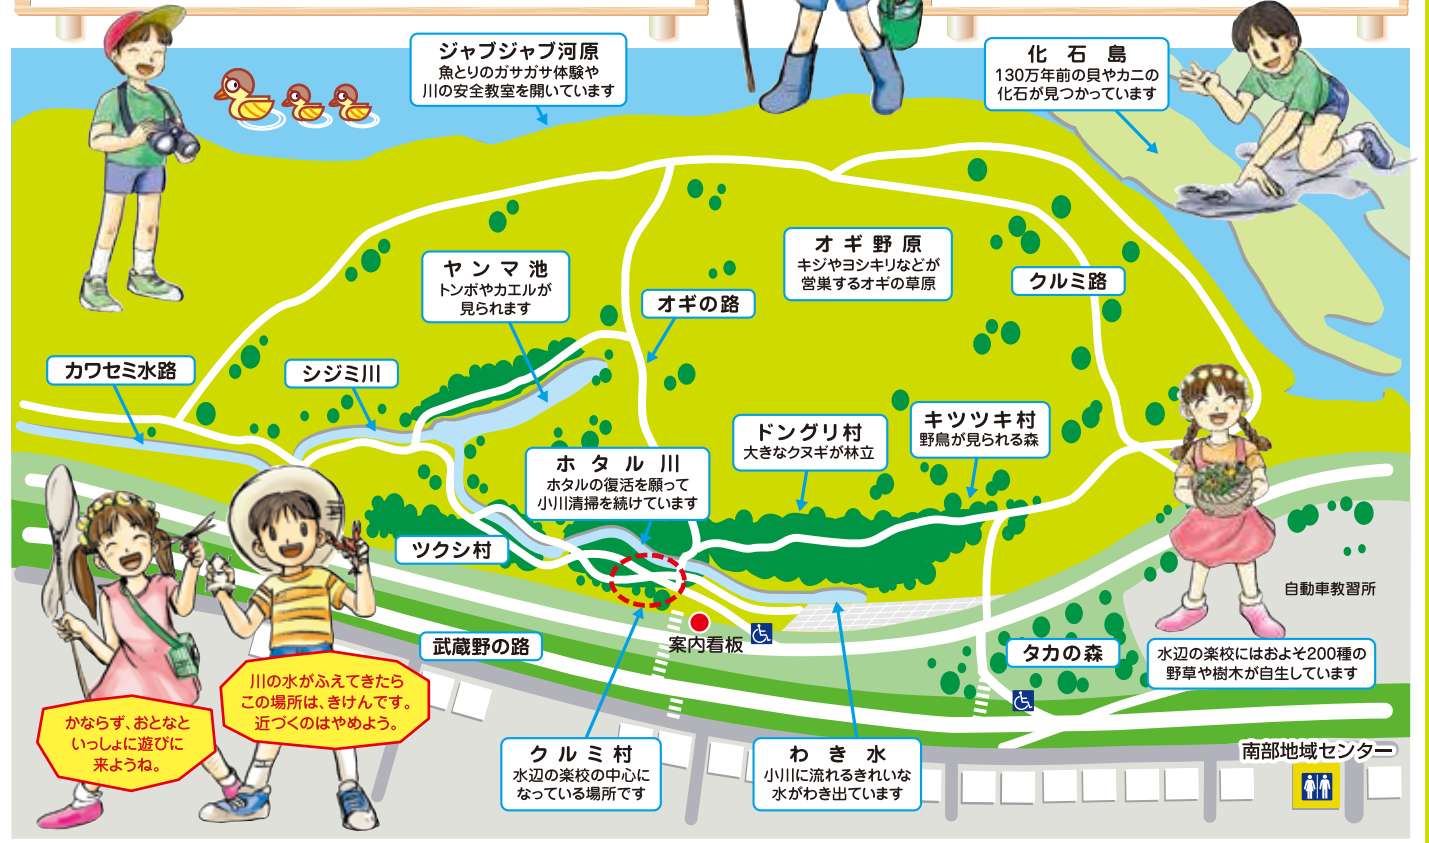 ジャブジャブ河原
魚とりのガサガサ体験や
川の安全教室を開いています
化石島
130万年前の貝やカニの
化石が見つかっています
オギ野原
キジやヨシキリなどが
営巣するオギの草原
ヤンマ池
トンボやカエルが
見られます
クルミ路
オギの路
カワセミ水路
シジミ川
キツツキ村
野鳥が見られる森
ドングリ村
大きなクヌギが林立
ホタル川
ホタルの復活を願って
小川清掃を続けています
ツクシ村
自動車教習所
案内看板
武蔵野の路
タカの森
水辺の楽校にはおよそ200種の
野草や樹木が自生しています
川の水がふえてきたら
この場所は、きけんです。
近づくのはやめよう。
かならず、おとなと
いっしょに遊びに
来ようね。
クルミ村
水辺の楽校の中心に
なっている場所です
わき水
小川に流れるきれいな
水がわき出ています
南部地域センター